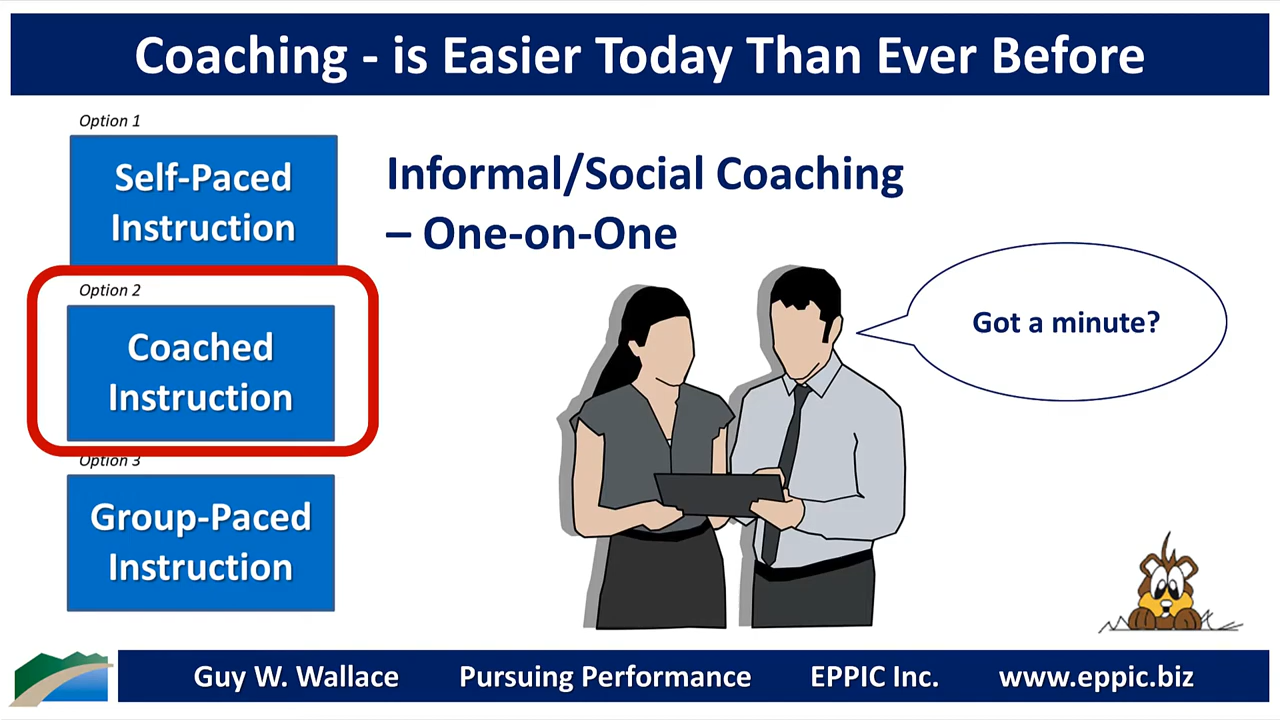 Coaching - is Easier Today Than Ever Before
Option 1
Self-Paced
Instruction
Informal/Social Coaching
– One-on-One
Option 2
Coached
Instruction
Got a minute?
Option 3
Group-Paced
Instruction
Guy W. Wallace Pursuing Performance EPPIC Inc. www.eppic.biz